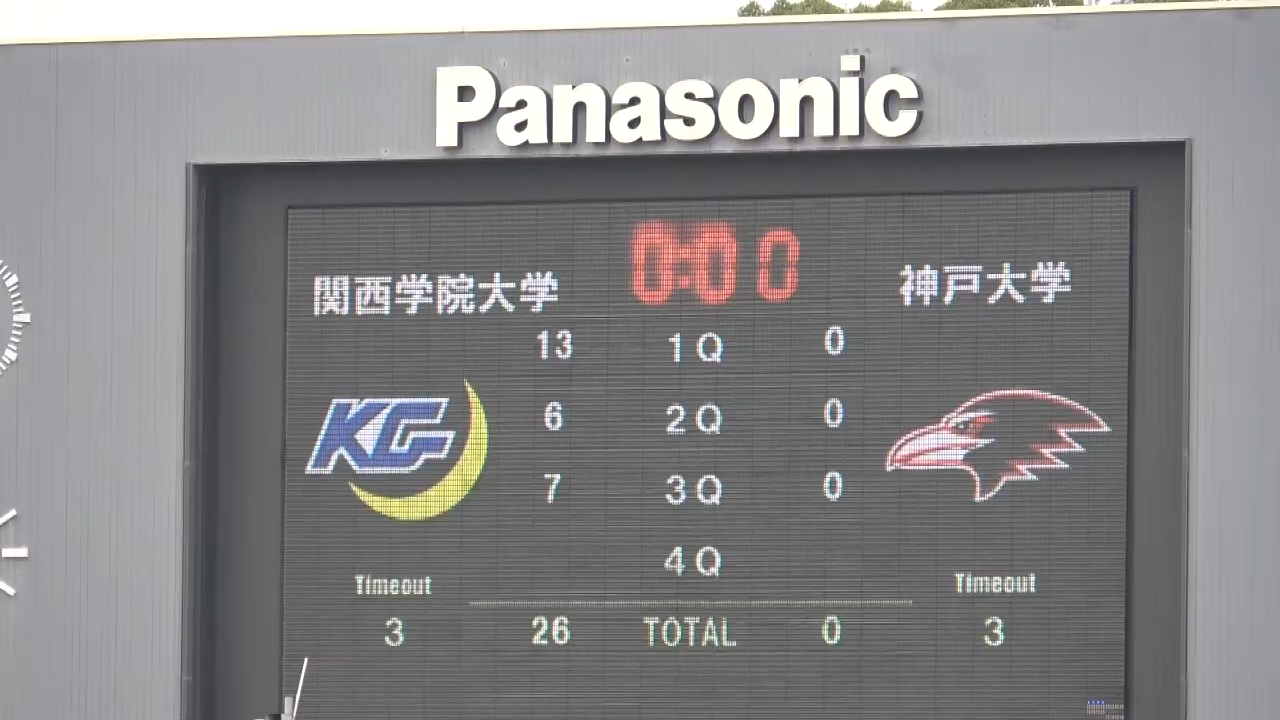 Panasonic
0:00 0
関西学院大学 神戸大学
13 1Q 0
KG
6 2Q 0
7 3Q 0
4Q
Timeout Timeout
3 26 TOTAL 0 3